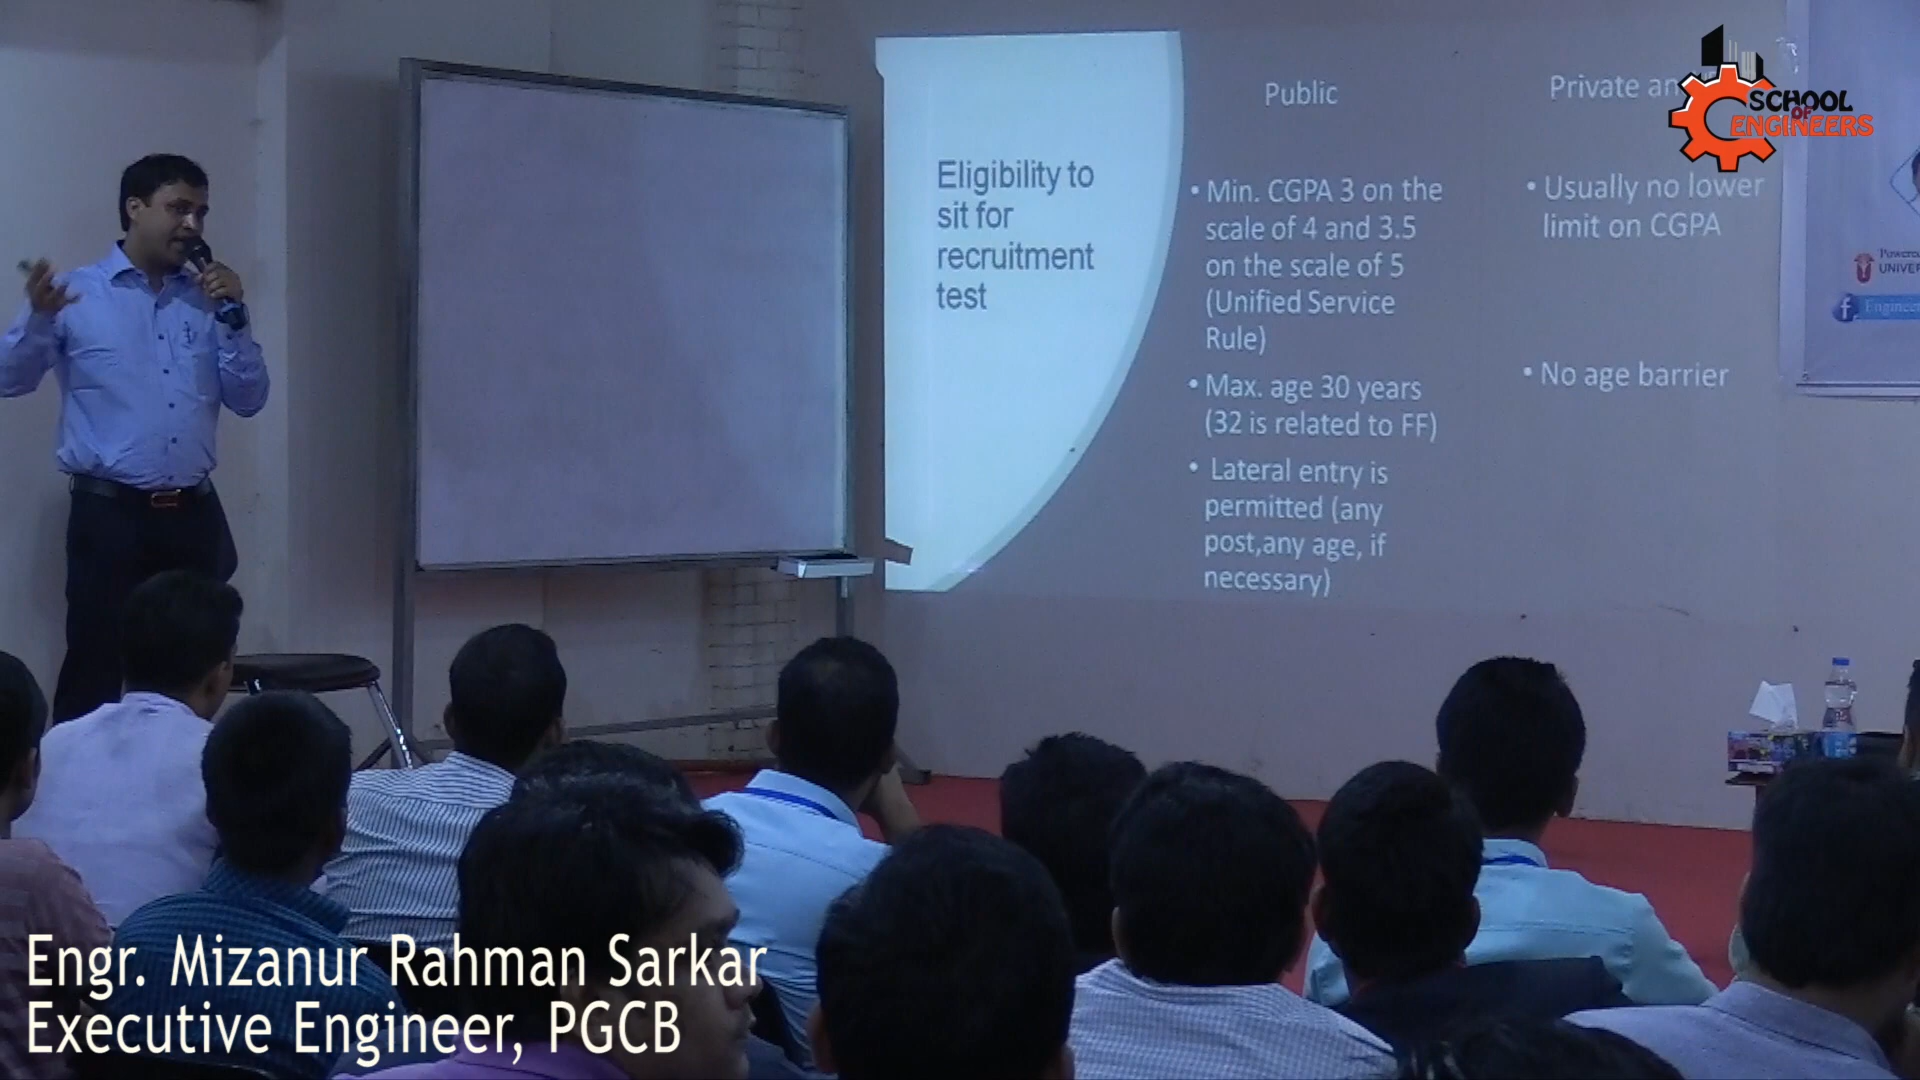 Eligibility to
sit for
recruitment
test
Public
• Min. CGPA 3 on the
scale of 4 and 3.5
on the scale of 5
(Unified Service
Rule)
• Max. age 30 years
(32 is related to FF)
• Lateral entry is
permitted (any
post,any age, if
necessary)
Private
• Usually no lower
limit on CGPA
• No age barrier
SCHOOL
OF
ENGINEERS
f
Engr. Mizanur Rahman Sarkar
Executive Engineer, PGCB